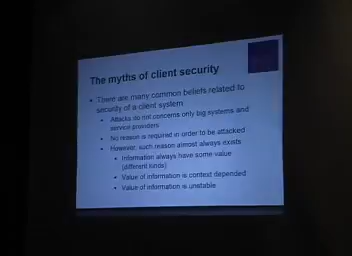 The myths of client security
There are many common beliefs related to
security of a client system
Attacks do not concerns only big systems and
service providers
No reason is required in order to be attacked
However, such reason almost always exists
Information always have some value
(different kinds)
Value of information is context depended
Value of information is unstable